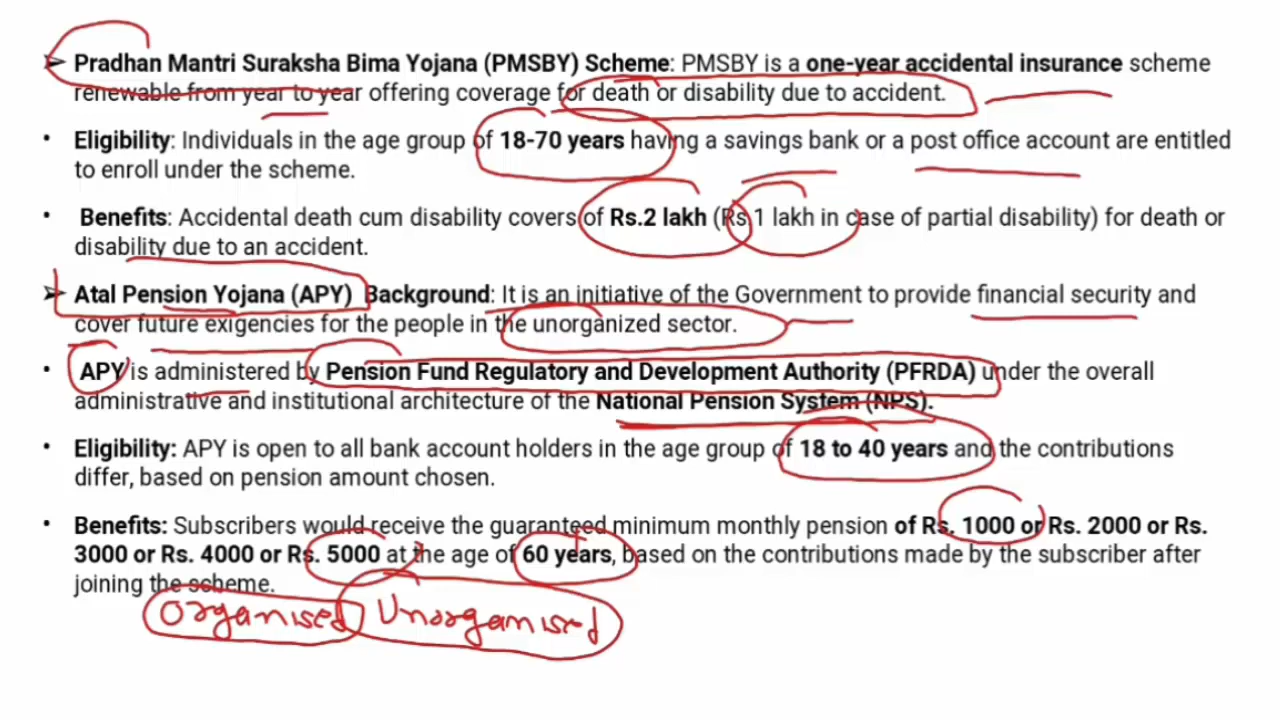 ➢ Pradhan Mantri Suraksha Bima Yojana (PMSBY) Scheme: PMSBY is a one-year accidental insurance scheme
renewable from year to year offering coverage for death or disability due to accident.
• Eligibility: Individuals in the age group of 18-70 years having a savings bank or a post office account are entitled
to enroll under the scheme.
• Benefits: Accidental death cum disability covers of Rs.2 lakh (Rs.1 lakh in case of partial disability) for death or
disability due to an accident.
➢ Atal Pension Yojana (APY) Background: It is an initiative of the Government to provide financial security and
cover future exigencies for the people in the unorganized sector.
• APY is administered by Pension Fund Regulatory and Development Authority (PFRDA) under the overall
administrative and institutional architecture of the National Pension System (NPS).
• Eligibility: APY is open to all bank account holders in the age group of 18 to 40 years and the contributions
differ, based on pension amount chosen.
• Benefits: Subscribers would receive the guaranteed minimum monthly pension of Rs. 1000 or Rs. 2000 or Rs.
3000 or Rs. 4000 or Rs. 5000 at the age of 60 years, based on the contributions made by the subscriber after
joining the scheme.
Organised Unorganised